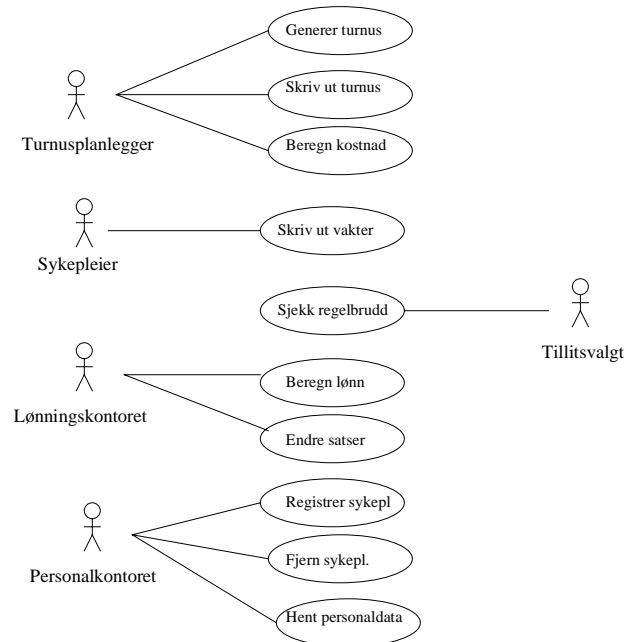 Generer turnus
Skriv ut turnus
Turnusplanlegger
Beregn kostnad
Skriv ut vakter
Sykepleier
Sjekk regelbrudd
Tillitsvalgt
Beregn lønn
Lønningskontoret
Endre satser
Registrer sykepl
Fjern sykepl.
Personalkontoret
Hent personaldata